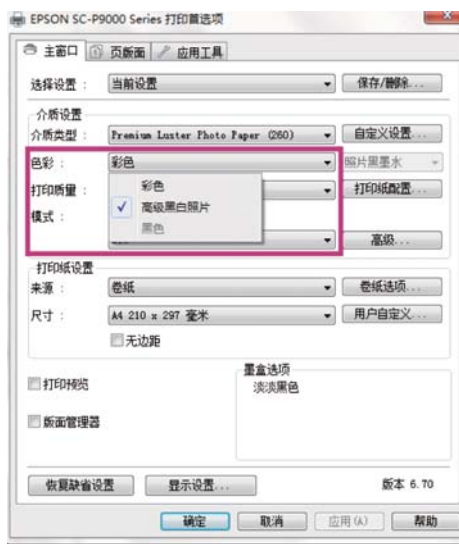 EPSON SC-P9000 Series 打印首选项
主窗口 页版面 应用工具
选择设置： 当前设置 保存/删除...
介质设置
介质类型： Premium Luster Photo Paper (260) 自定义设置...
色彩： 彩色 照片黑墨水
彩色
打印质量： 打印纸配置...
高级黑白照片
模式：
黑色
高级...
打印纸设置
来源： 卷纸 卷纸选项...
尺寸： A4 210 x 297 毫米 用户自定义...
无边距
墨盒选项
打印预览 淡淡黑色
版面管理器
恢复缺省设置 显示设置... 版本 6.70
确定 取消 应用(A) 帮助